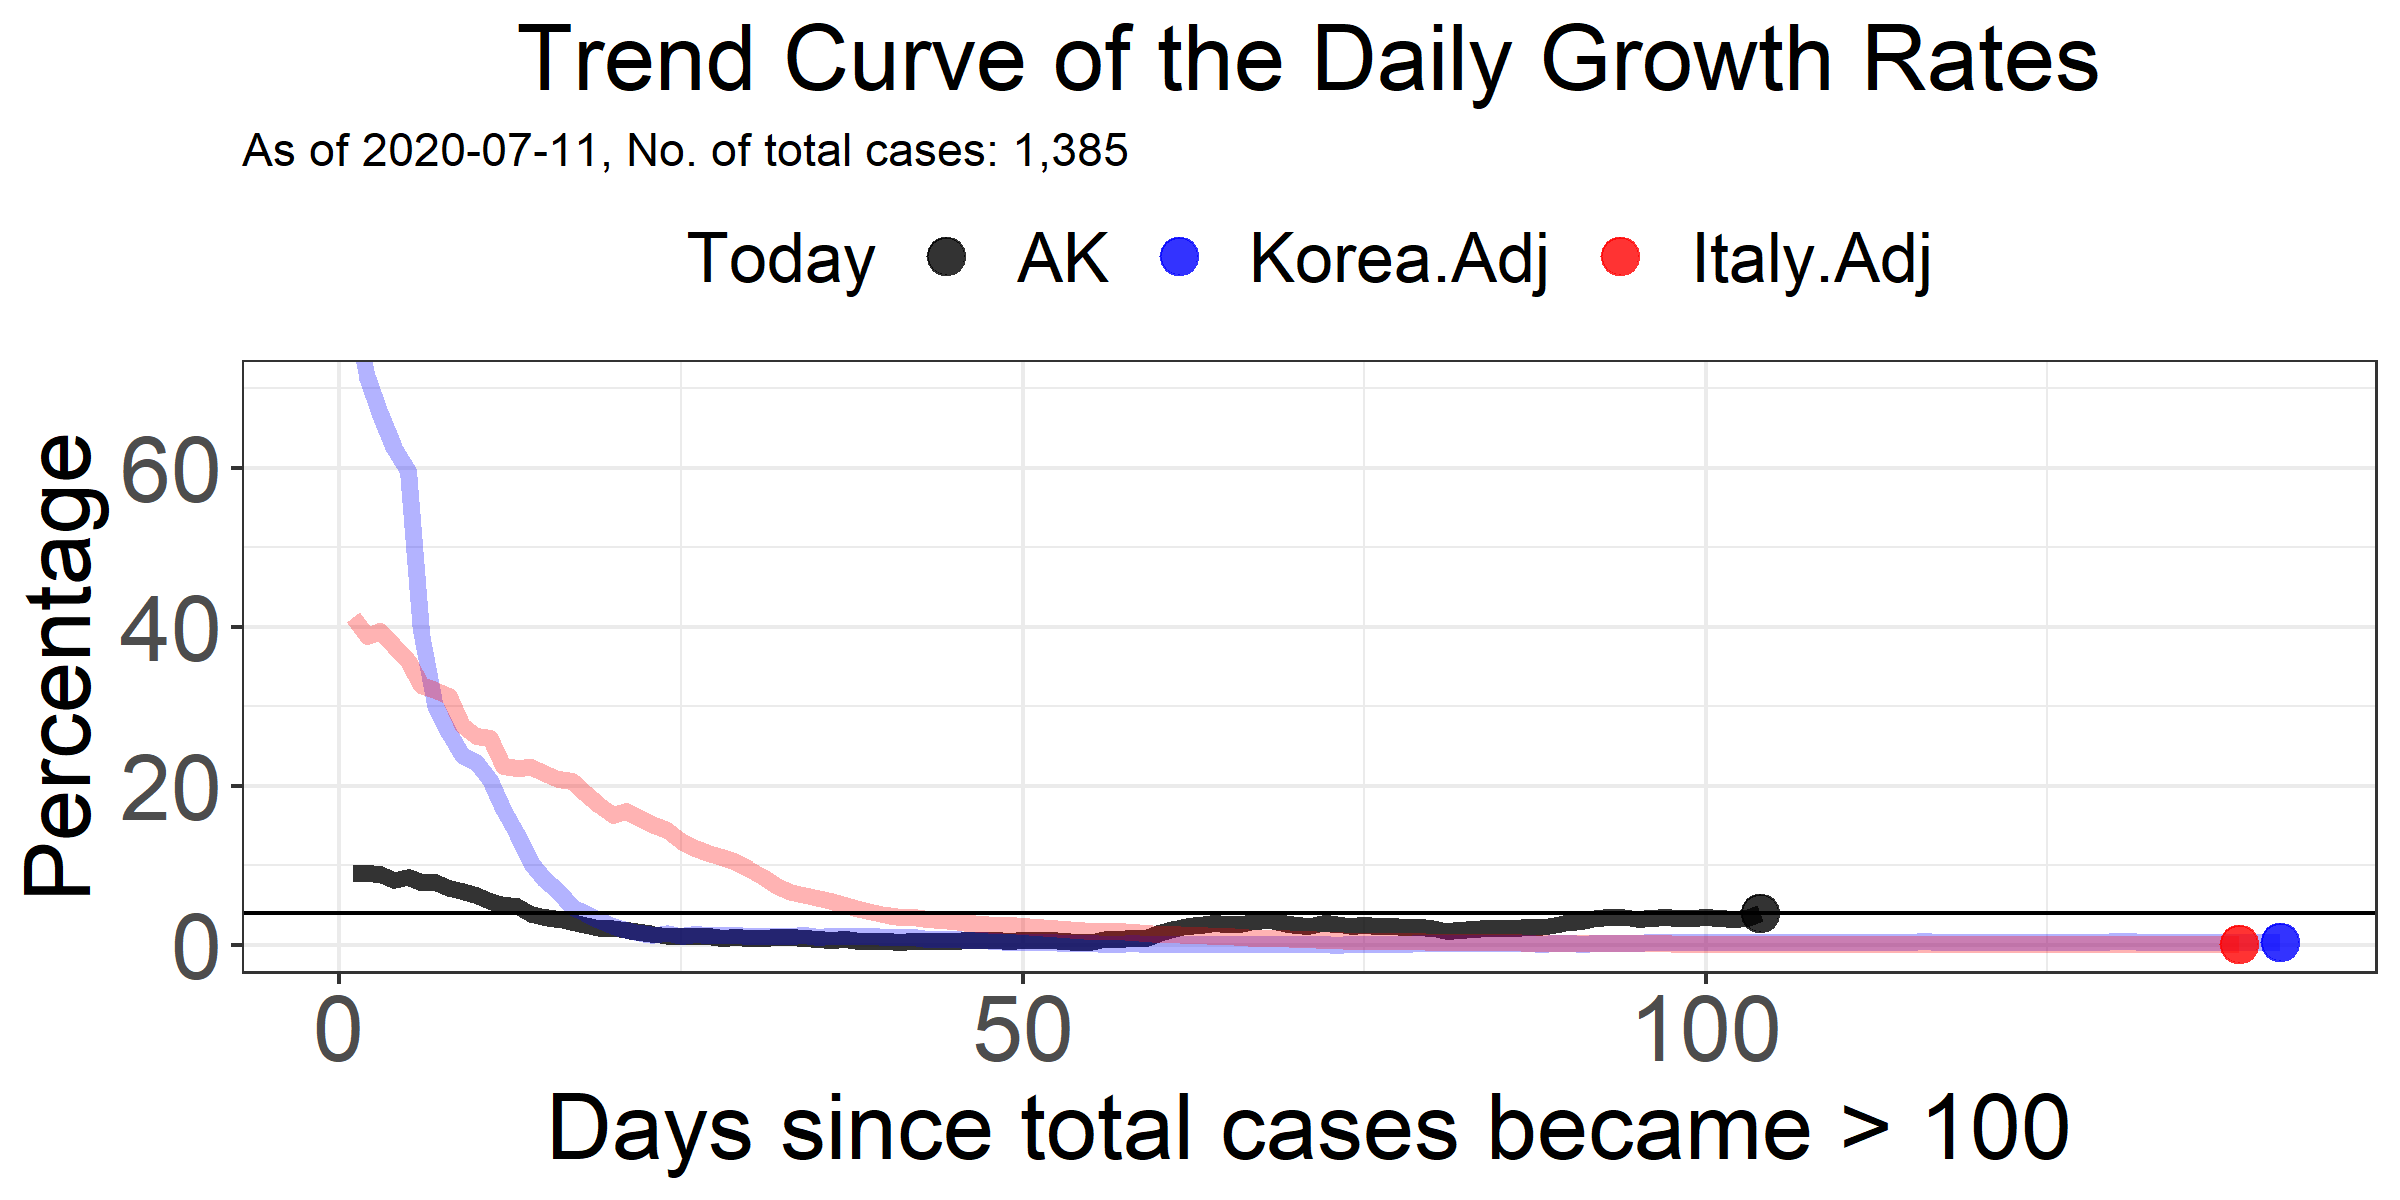 Trend Curve of the Daily Growth Rates
As of 2020-07-11, No. of total cases: 1,385
Today AK Korea.Adj Italy.Adj
Percentage
60
40
20
0
0 50 100
Days since total cases became > 100